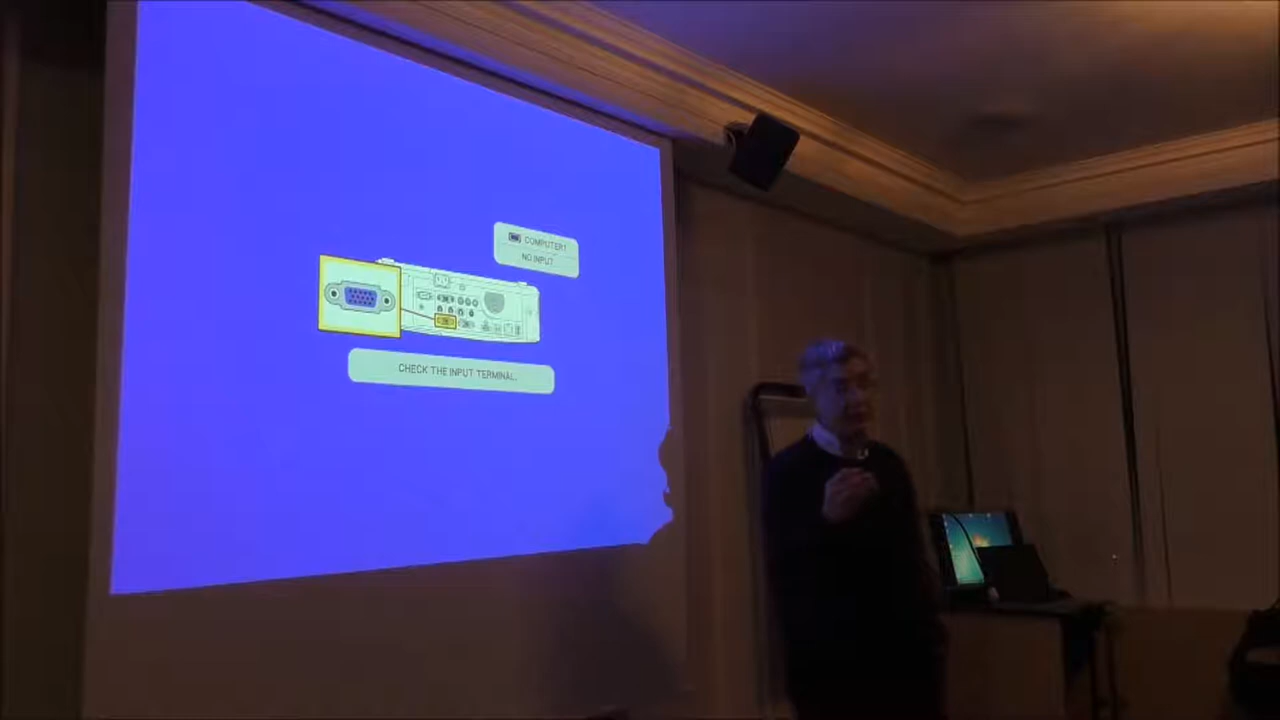 COMPUTER1
NO INPUT
CHECK THE INPUT TERMINAL.